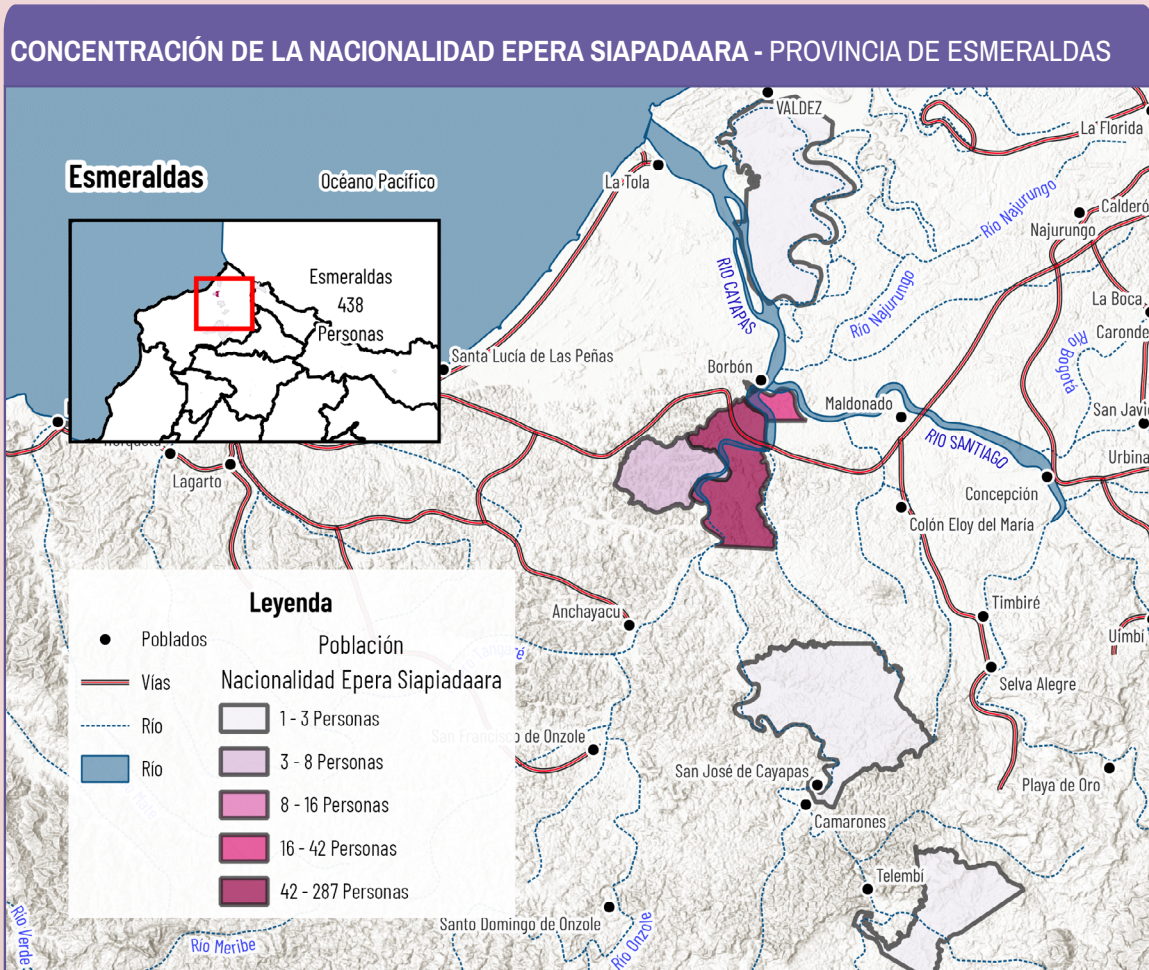 CONCENTRACIÓN DE LA NACIONALIDAD EPERA SIAPADAARA - PROVINCIA DE ESMERALDAS
VALDEZ
La Florida
Esmeraldas
Océano Pacífico
La Tola
Río Najurungo
Calderó
Najurungo
Esmeraldas
438
Personas
RIO CAYAPAS
Río Najurungo
La Boca
Caronde
Río Bogotá
Santa Lucía de Las Peñas
Borbón
Maldonado
San Javie
RIO SANTIAGO
Urbina
Lagarto
Concepción
Colón Eloy del María
Leyenda
Poblados
Vías
Río
Río
Población
Nacionalidad Epera Siapiadaara
1 - 3 Personas
3 - 8 Personas
8 - 16 Personas
16 - 42 Personas
42 - 287 Personas
Anchayacu
Timbiré
Uimbí
Selva Alegre
San Francisco de Onzole
San José de Cayapas
Playa de Oro
Camarones
Telembí
Santo Domingo de Onzole
Río Onzole
Río Verde
Río Meribe